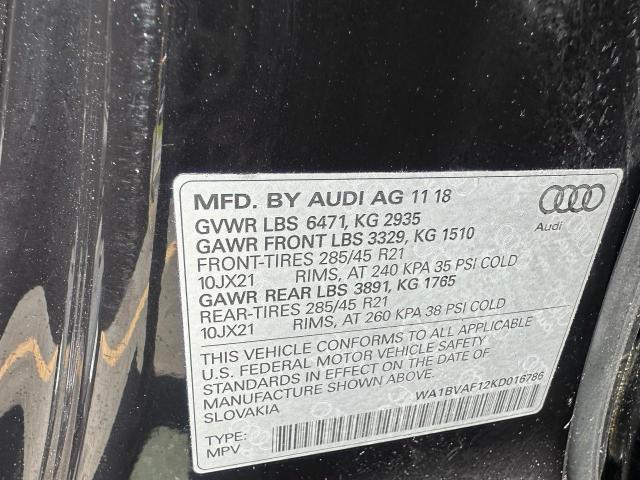 MFD. BY AUDI AG 11 18
GVWR LBS 6471, KG 2935
GAWR FRONT LBS 3329, KG 1510
FRONT-TIRES 285/45 R21
10JX21 RIMS, AT 240 KPA 35 PSI COLD
GAWR REAR LBS 3891, KG 1765
REAR-TIRES 285/45 R21
10JX21 RIMS, AT 260 KPA 38 PSI COLD
THIS VEHICLE CONFORMS TO ALL APPLICABLE
U.S. FEDERAL MOTOR VEHICLE SAFETY
STANDARDS IN EFFECT ON THE DATE OF
MANUFACTURE SHOWN ABOVE.
SLOVAKIA
WA1BVAF12KD016786
TYPE:
MPV
Audi